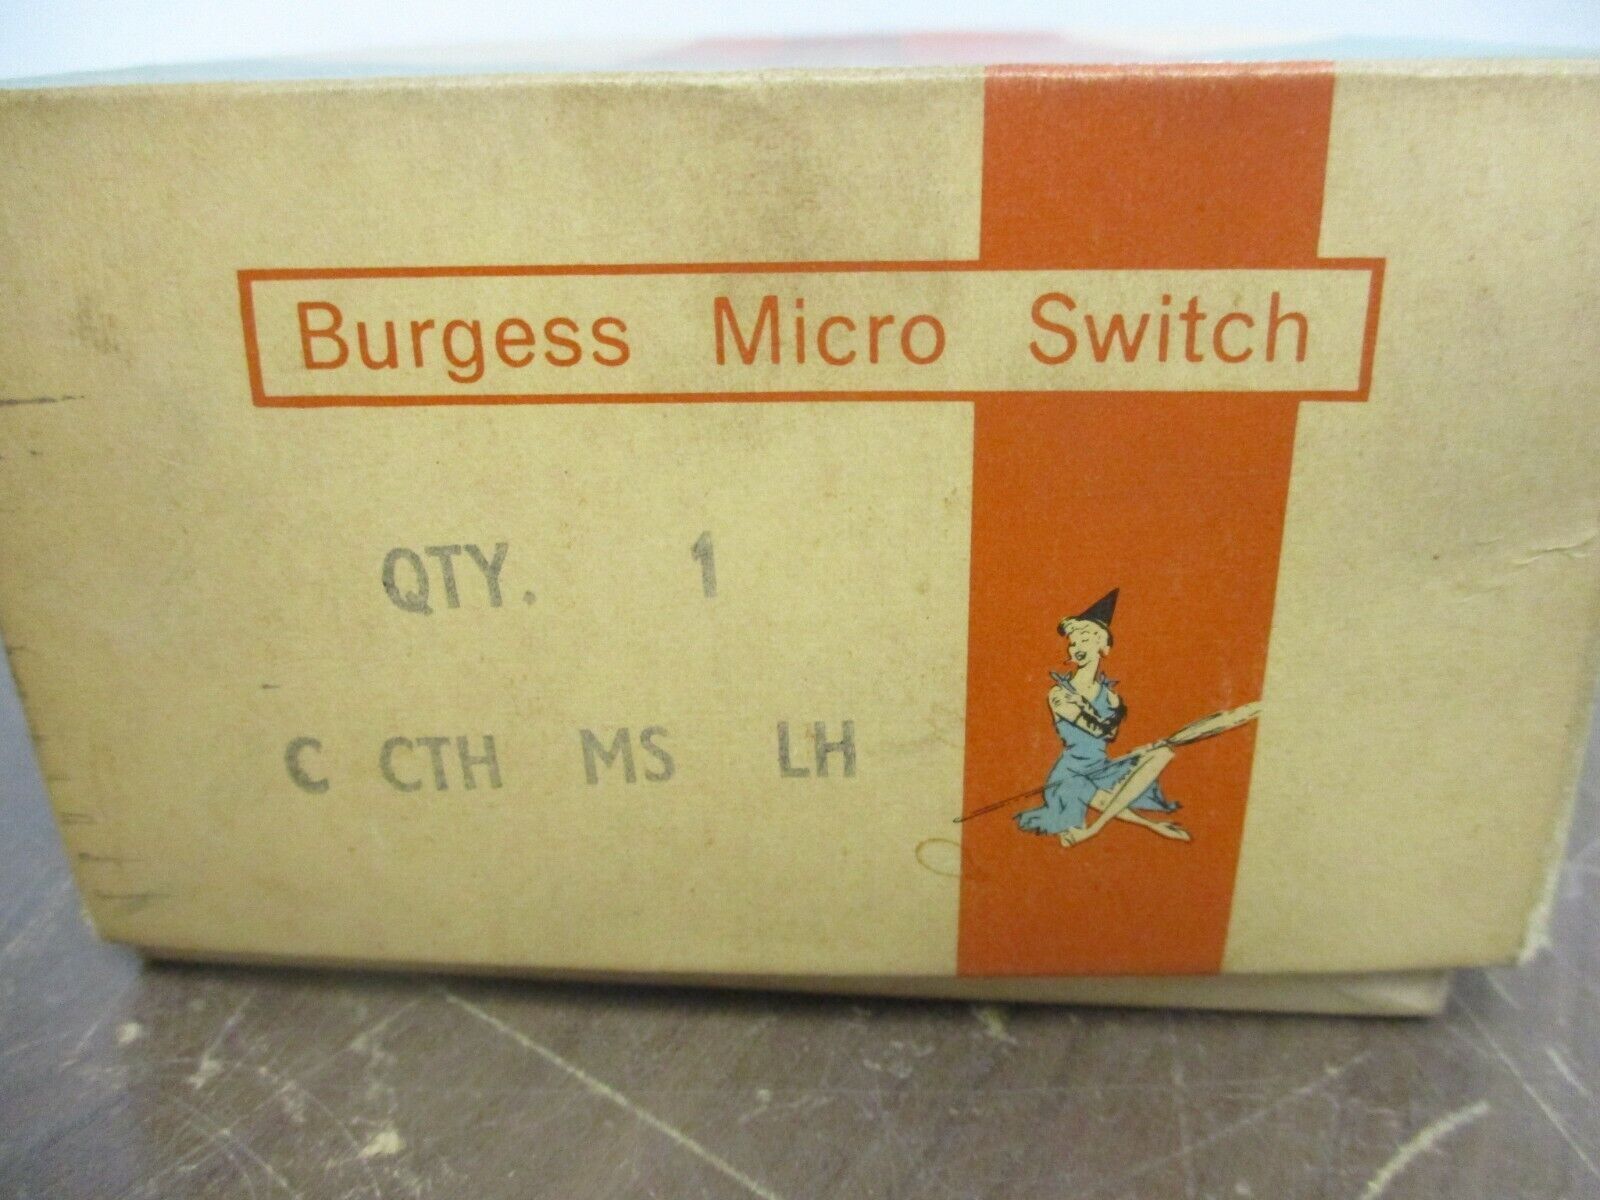 Burgess Micro Switch
QTY. 1
C CTH MS LH